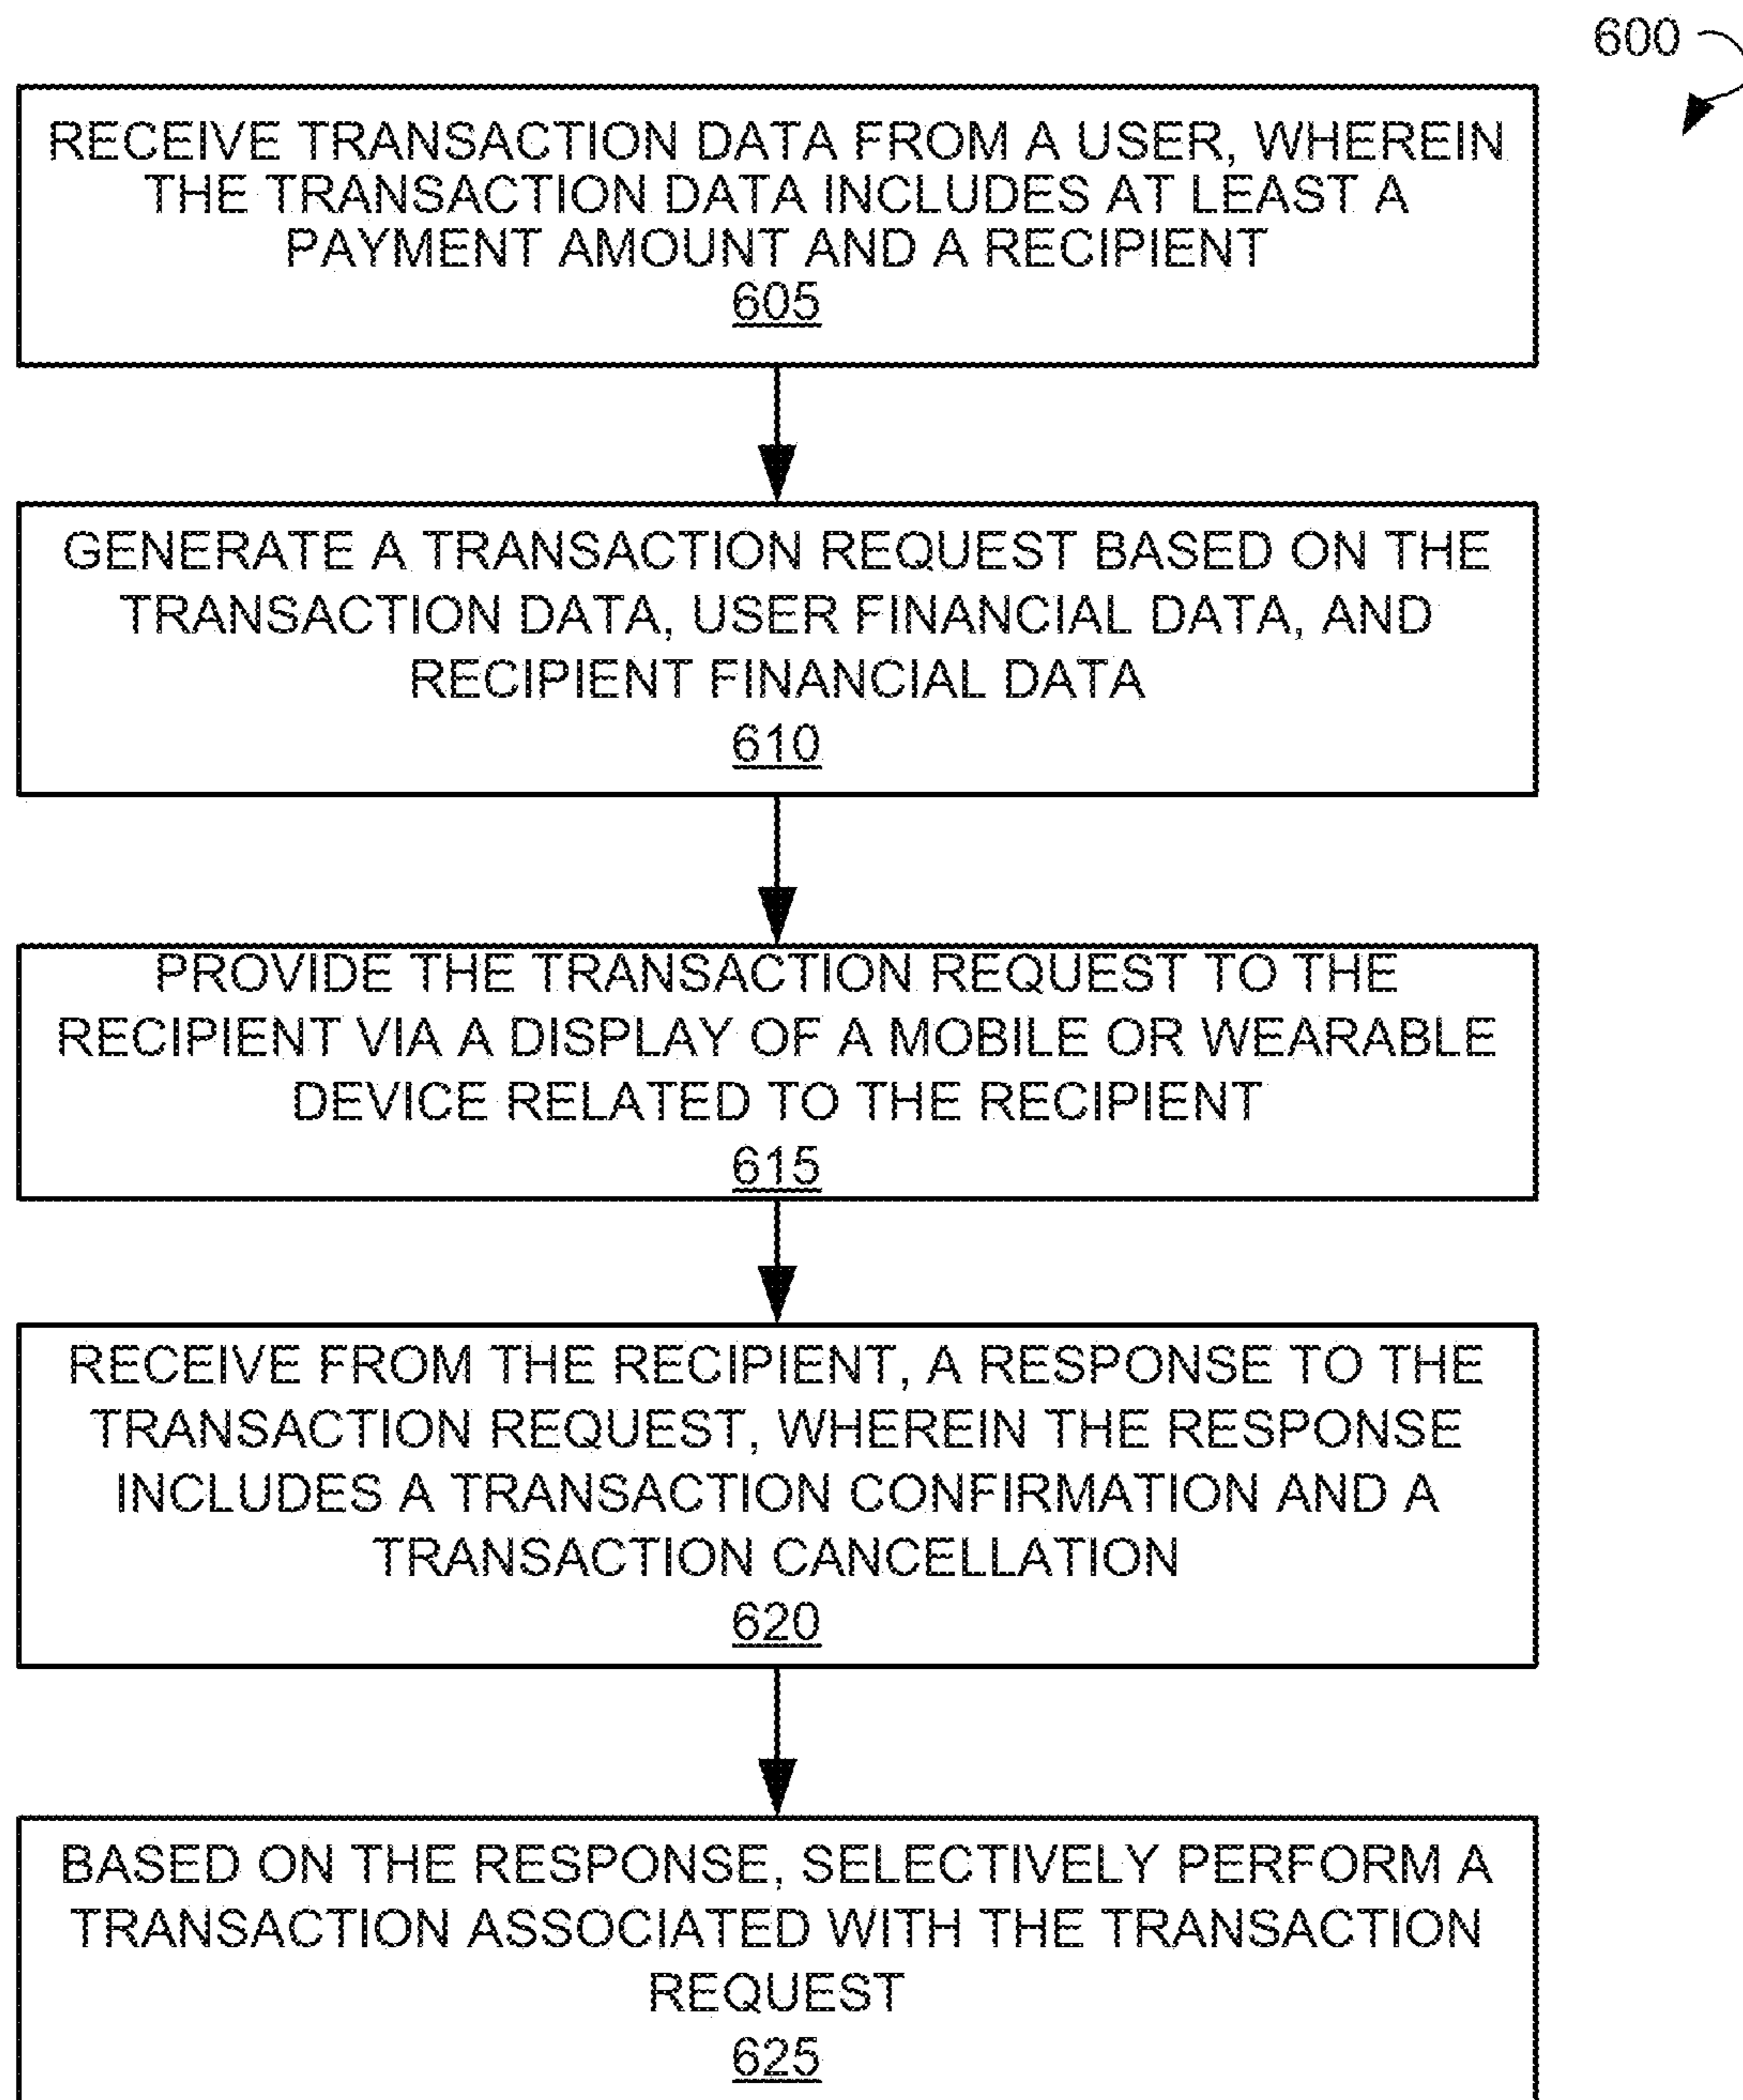 600
RECEIVE TRANSACTION DATA FROM A USER, WHEREIN
THE TRANSACTION DATA INCLUDES AT LEAST A
PAYMENT AMOUNT AND A RECIPIENT
605
GENERATE A TRANSACTION REQUEST BASED ON THE
TRANSACTION DATA, USER FINANCIAL DATA, AND
RECIPIENT FINANCIAL DATA
610
PROVIDE THE TRANSACTION REQUEST TO THE
RECIPIENT VIA A DISPLAY OF A MOBILE OR WEARABLE
DEVICE RELATED TO THE RECIPIENT
615
RECEIVE FROM THE RECIPIENT, A RESPONSE TO THE
TRANSACTION REQUEST, WHEREIN THE RESPONSE
INCLUDES A TRANSACTION CONFIRMATION AND A
TRANSACTION CANCELLATION
620
BASED ON THE RESPONSE, SELECTIVELY PERFORM A
TRANSACTION ASSOCIATED WITH THE TRANSACTION
REQUEST
625